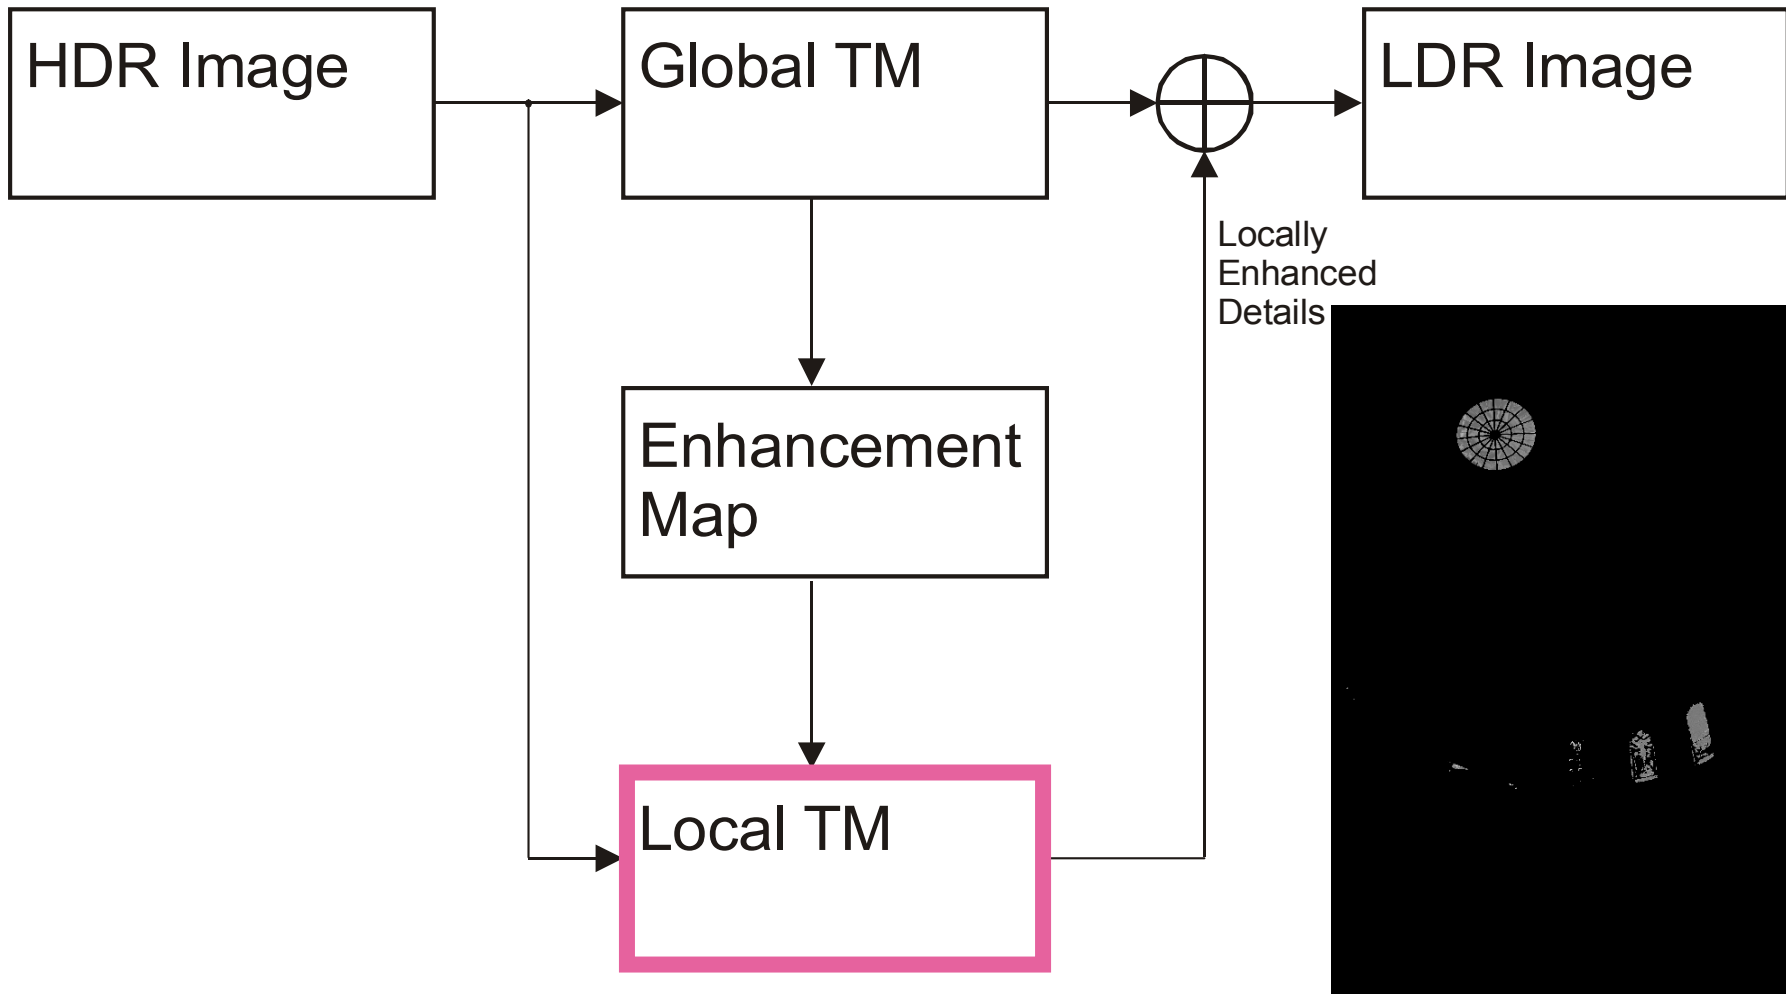 HDR Image
Global TM
LDR Image
Locally
Enhanced
Details
Enhancement
Map
Local TM